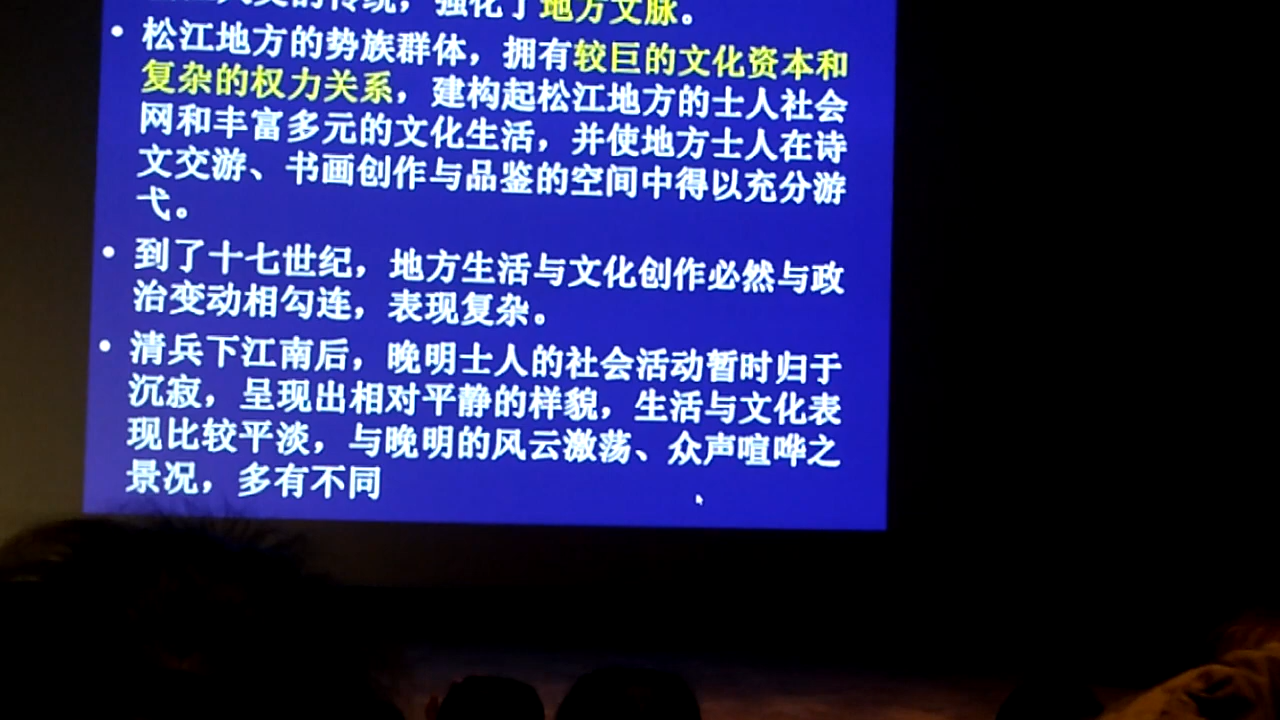 的传统，强化了地方文脉。
• 松江地方的势族群体，拥有较巨的文化资本和
复杂的权力关系，建构起松江地方的士人社会
网和丰富多元的文化生活，并使地方士人在诗
文交游、书画创作与品鉴的空间中得以充分游
弋。
• 到了十七世纪，地方生活与文化创作必然与政
治变动相勾连，表现复杂。
• 清兵下江南后，晚明士人的社会活动暂时归于
沉寂，呈现出相对平静的样貌，生活与文化表
现比较平淡，与晚明的风云激荡、众声喧哗之
景况，多有不同